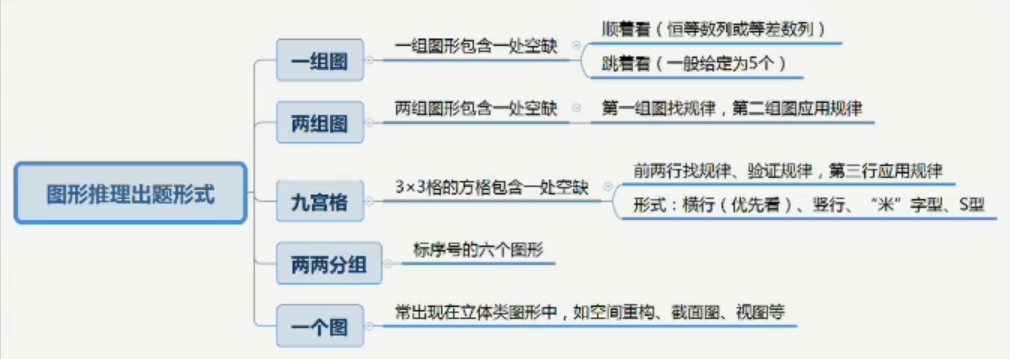 图形推理出题形式
一组图
一组图形包含一处空缺
顺着看（恒等数列或等差数列）
跳着看（一般给定为5个）
两组图
两组图形包含一处空缺
第一组图找规律，第二组图应用规律
九宫格
3×3格的方格包含一处空缺
前两行找规律、验证规律，第三行应用规律
形式：横行（优先看）、竖行、“米”字型、S型
两两分组
标序号的六个图形
一个图
常出现在立体类图形中，如空间重构、截面图、视图等